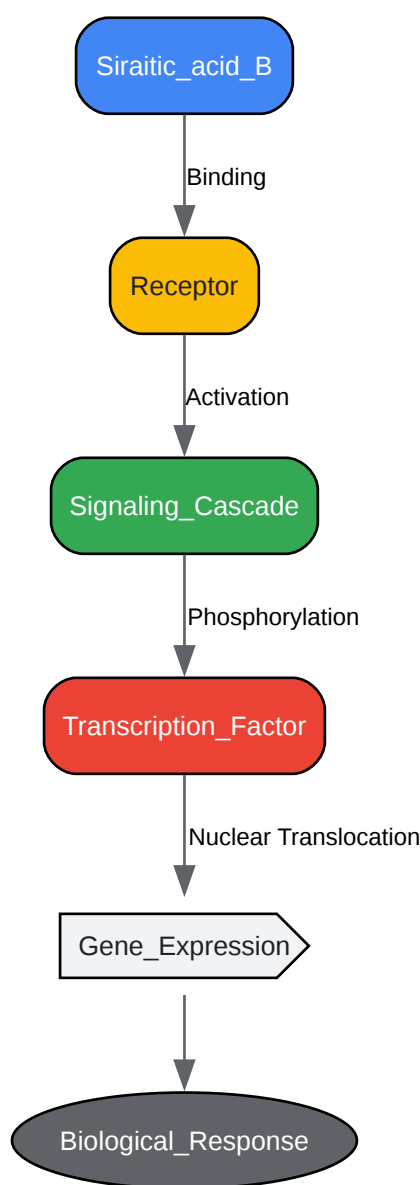 Siraitic_acid_B
Binding
Receptor
Activation
Signaling_Cascade
Phosphorylation
Transcription_Factor
Nuclear Translocation
Gene_Expression
Biological_Response